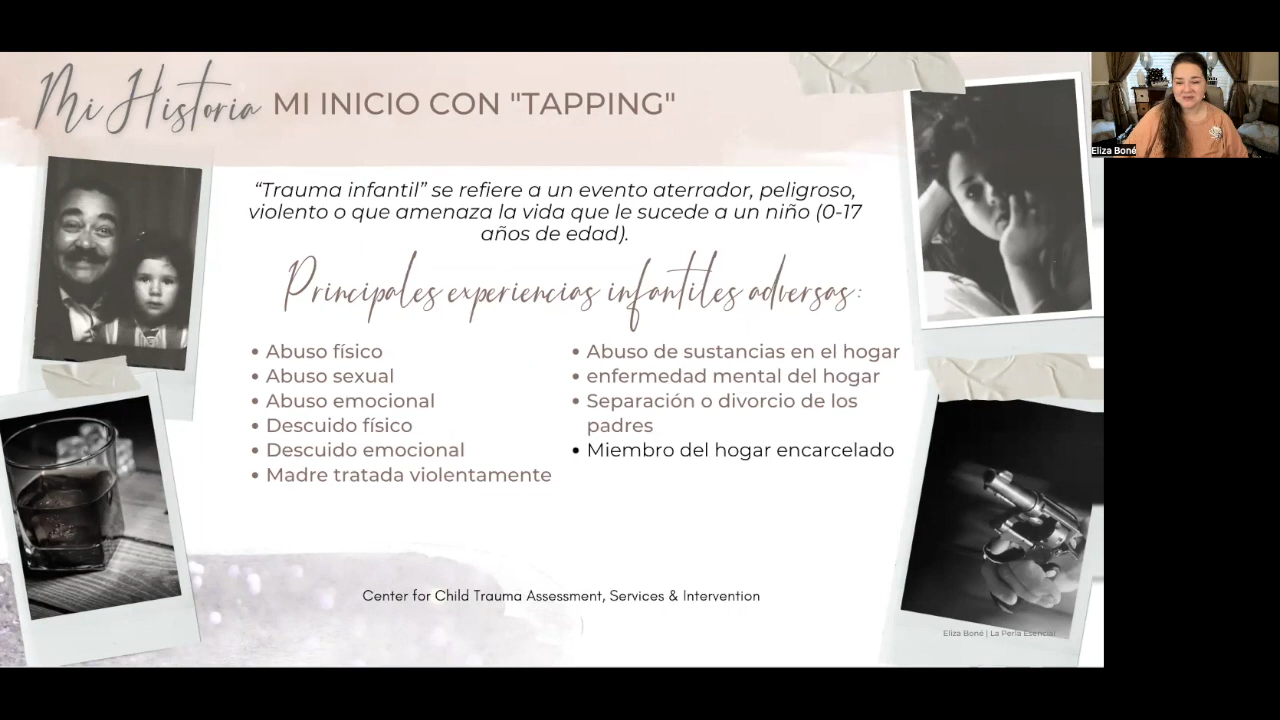 Mi Historia MI INICIO CON "TAPPING"
Eliza Boné
“Trauma infantil” se refiere a un evento aterrador, peligroso,
violento o que amenaza la vida que le sucede a un niño (0-17
años de edad).
Principales experiencias infantiles adversas:
• Abuso físico
• Abuso sexual
• Abuso emocional
• Descuido físico
• Descuido emocional
• Madre tratada violentamente
• Abuso de sustancias en el hogar
• enfermedad mental del hogar
• Separación o divorcio de los
padres
• Miembro del hogar encarcelado
Center for Child Trauma Assessment, Services & Intervention
Eliza Boné | La Perla Esencial